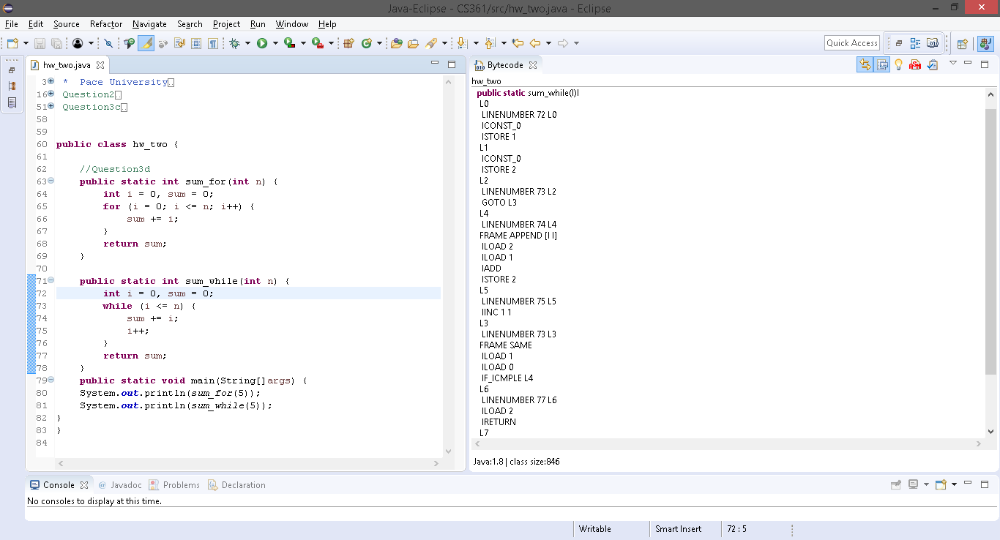 Java-Eclipse - CS361/src/hw_two.java - Eclipse
File Edit Source Refactor Navigate Search Project Run Window Help
Quick Access
hw_two.java
3 * Pace University
16 Question2
51 Question3c
58
59
60 public class hw_two {
61
62 //Question3d
63 public static int sum_for(int n) {
64 int i = 0, sum = 0;
65 for (i = 0; i <= n; i++) {
66 sum += i;
67 }
68 return sum;
69 }
70
71 public static int sum_while(int n) {
72 int i = 0, sum = 0;
73 while (i <= n) {
74 sum += i;
75 i++;
76 }
77 return sum;
78 }
79 public static void main(String[]args) {
80 System.out.println(sum_for(5));
81 System.out.println(sum_while(5));
82 }
83 }
84
Bytecode
hw_two
public static sum_while(I)I
L0
LINENUMBER 72 L0
ICONST_0
ISTORE 1
L1
ICONST_0
ISTORE 2
L2
LINENUMBER 73 L2
GOTO L3
L4
LINENUMBER 74 L4
FRAME APPEND [I I]
ILOAD 2
ILOAD 1
IADD
ISTORE 2
L5
LINENUMBER 75 L5
IINC 1 1
L3
LINENUMBER 73 L3
FRAME SAME
ILOAD 1
ILOAD 0
IF_ICMPLE L4
L6
LINENUMBER 77 L6
ILOAD 2
IRETURN
L7
Java:1.8 | class size:846
Console @ Javadoc Problems Declaration
No consoles to display at this time.
Writable Smart Insert 72 : 5